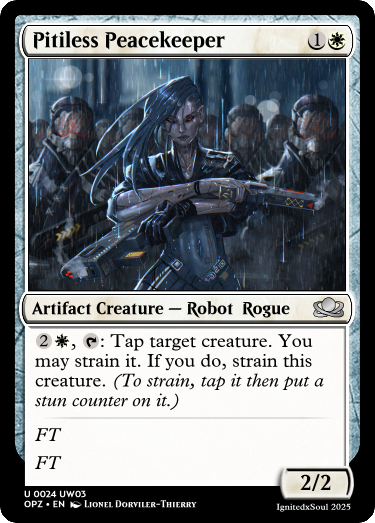 Pitiless Peacekeeper 1
Artifact Creature — Robot Rogue
2 , : Tap target creature. You
may strain it. If you do, strain this
creature. (To strain, tap it then put a
stun counter on it.)
FT
FT
2/2
U 0024 UW03
OPZ • EN Lionel Dorviler-Thierry
IgnitedxSoul 2025